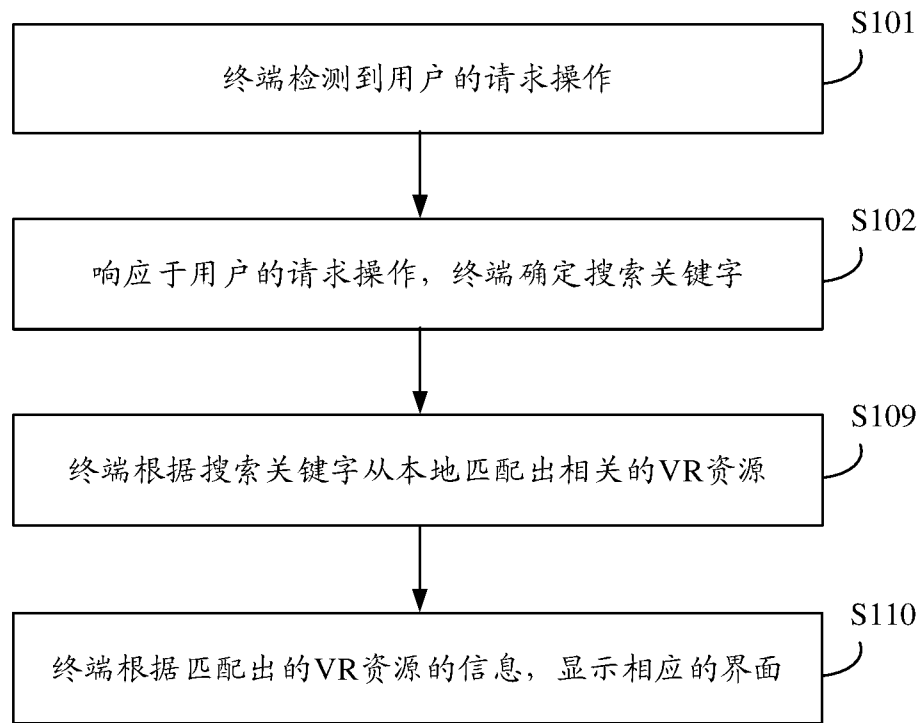 S101
终端检测到用户的请求操作
S102
响应于用户的请求操作，终端确定搜索关键字
S109
终端根据搜索关键字从本地匹配出相关的VR资源
S110
终端根据匹配出的VR资源的信息，显示相应的界面